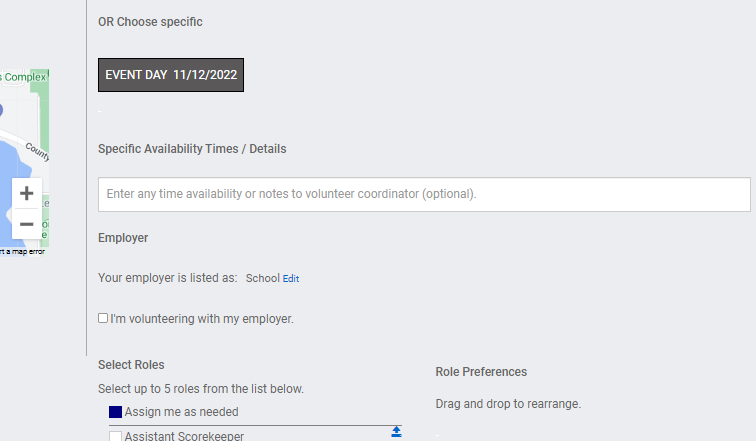 OR Choose specific
EVENT DAY 11/12/2022
s Complex
County
Specific Availability Times / Details
Enter any time availability or notes to volunteer coordinator (optional).
Employer
rt a map error
Your employer is listed as: School Edit
I'm volunteering with my employer.
Select Roles
Select up to 5 roles from the list below.
Assign me as needed
Assistant Scorekeeper
Role Preferences
Drag and drop to rearrange.